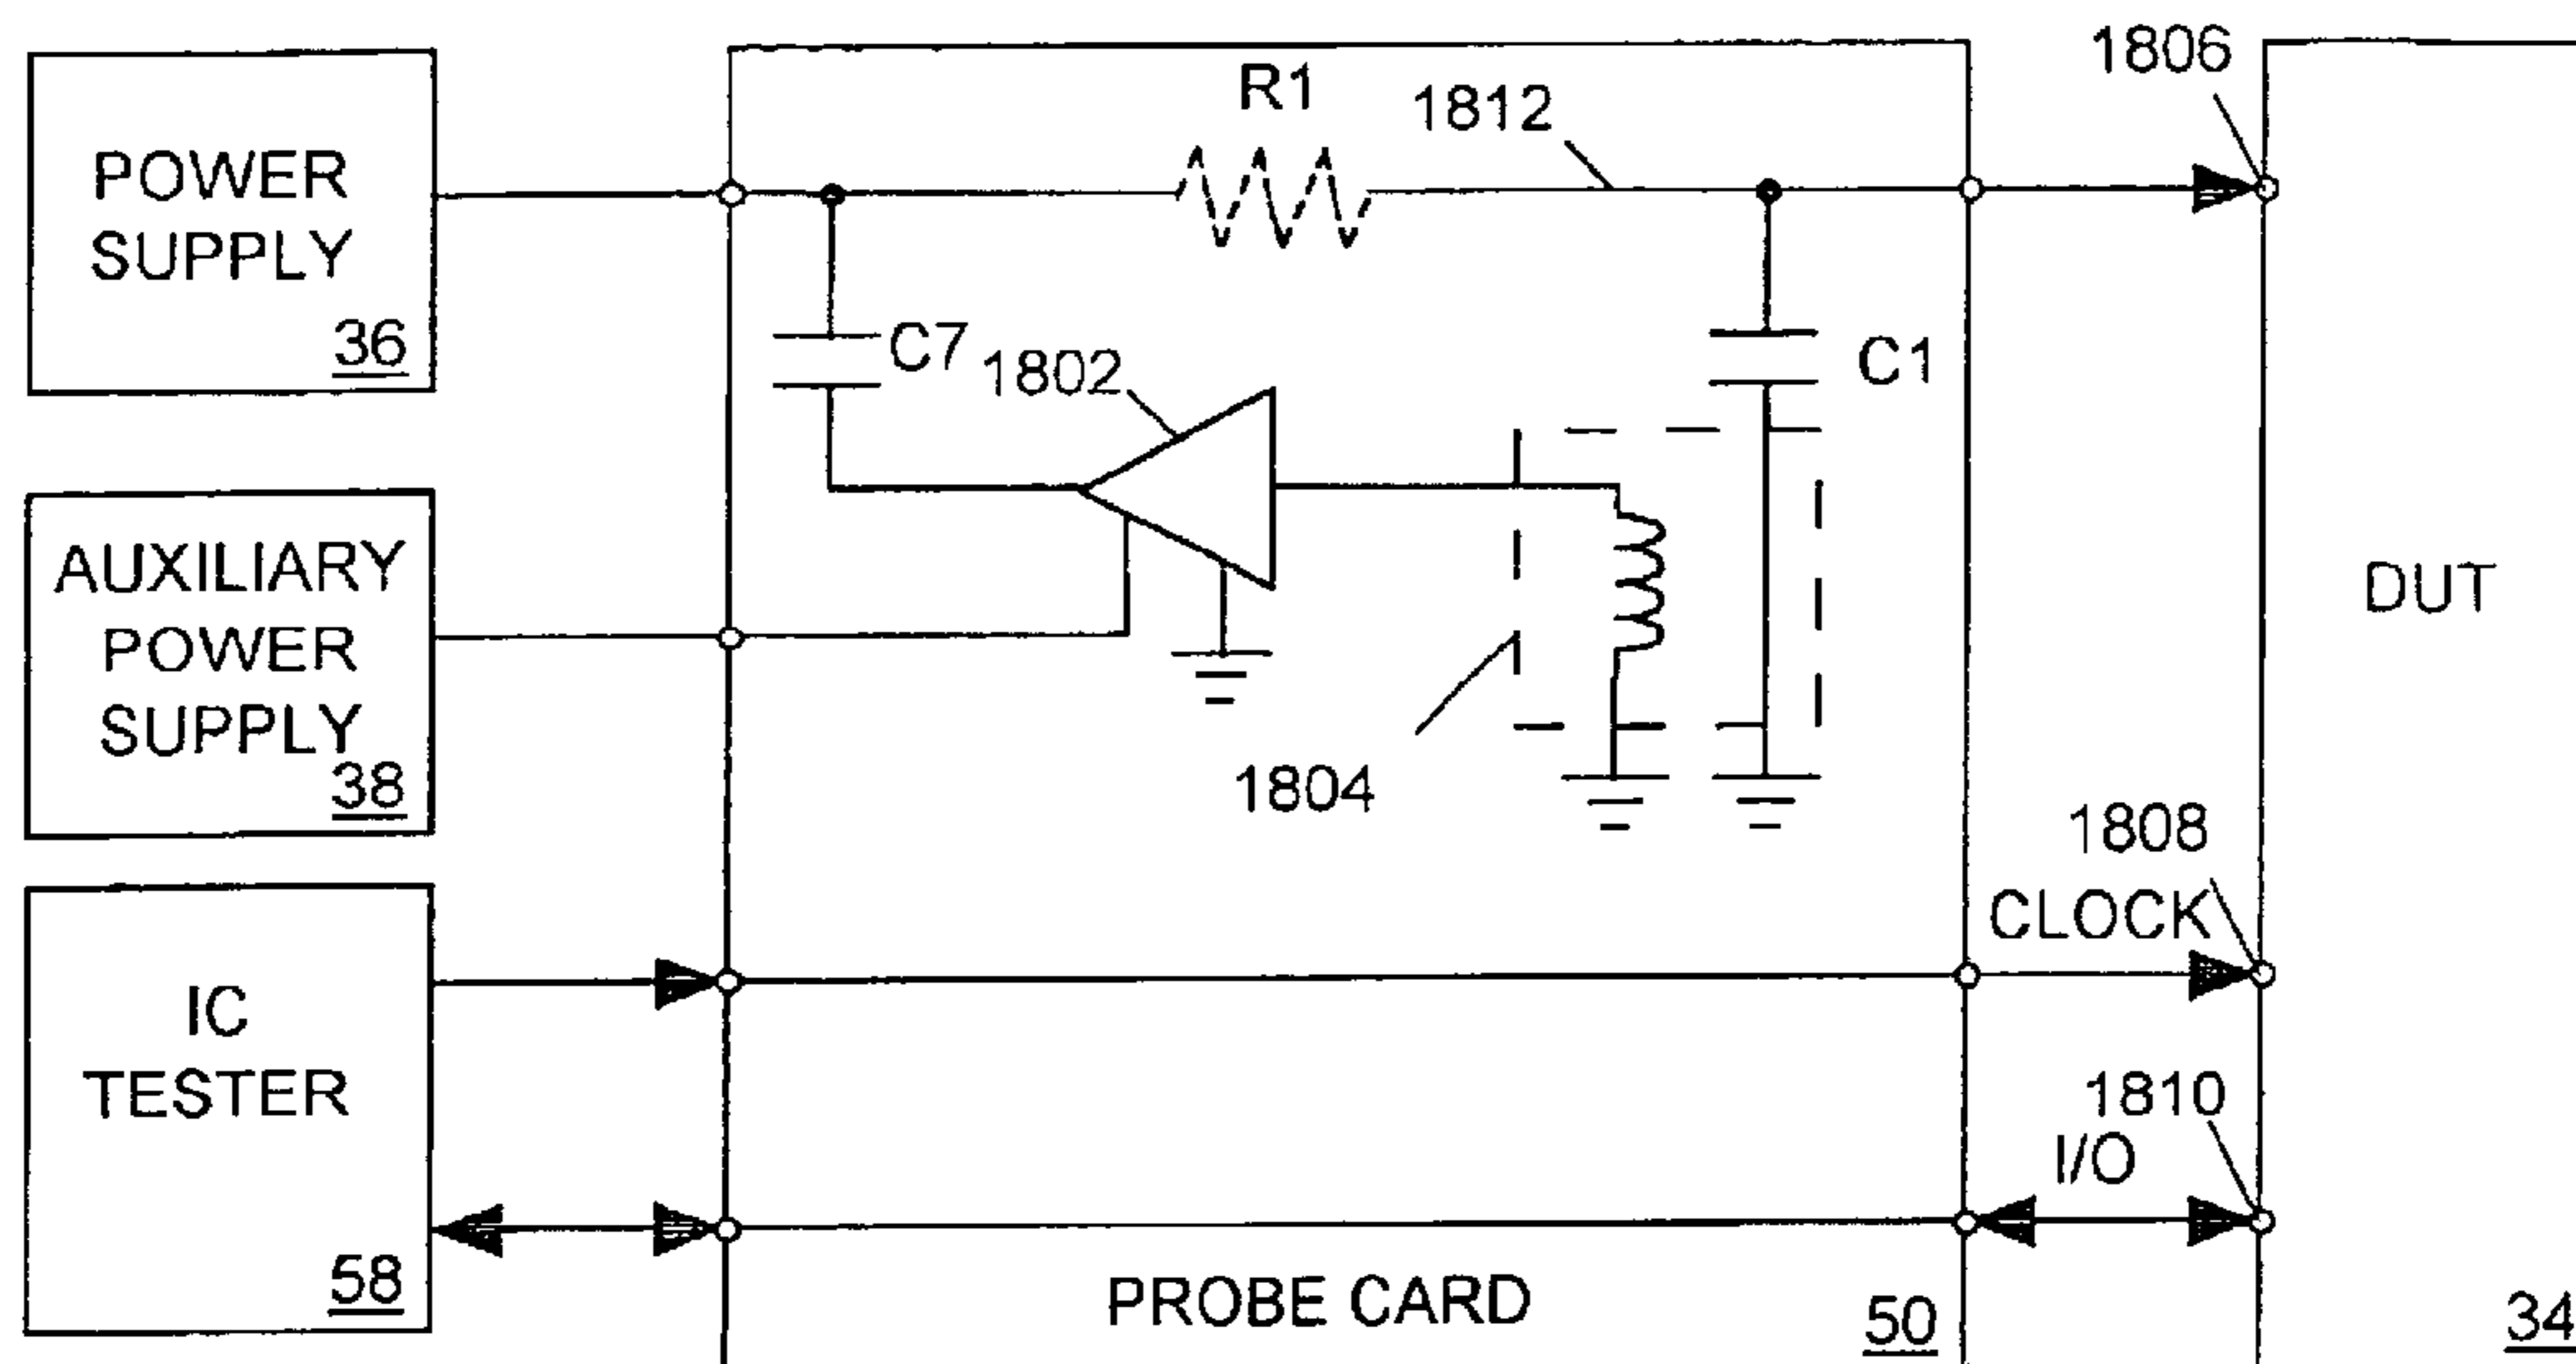 POWER
SUPPLY
36
R1
1812
1806
C7
1802
C1
AUXILIARY
POWER
SUPPLY
38
1804
DUT
1808
CLOCK
IC
TESTER
58
1810
I/O
PROBE CARD
50
34